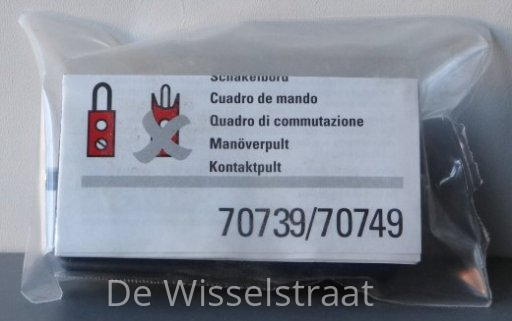 Schakelbord
Cuadro de mando
Quadro di commutazione
Manöverpult
Kontaktpult
70739/70749
De Wisselstraat